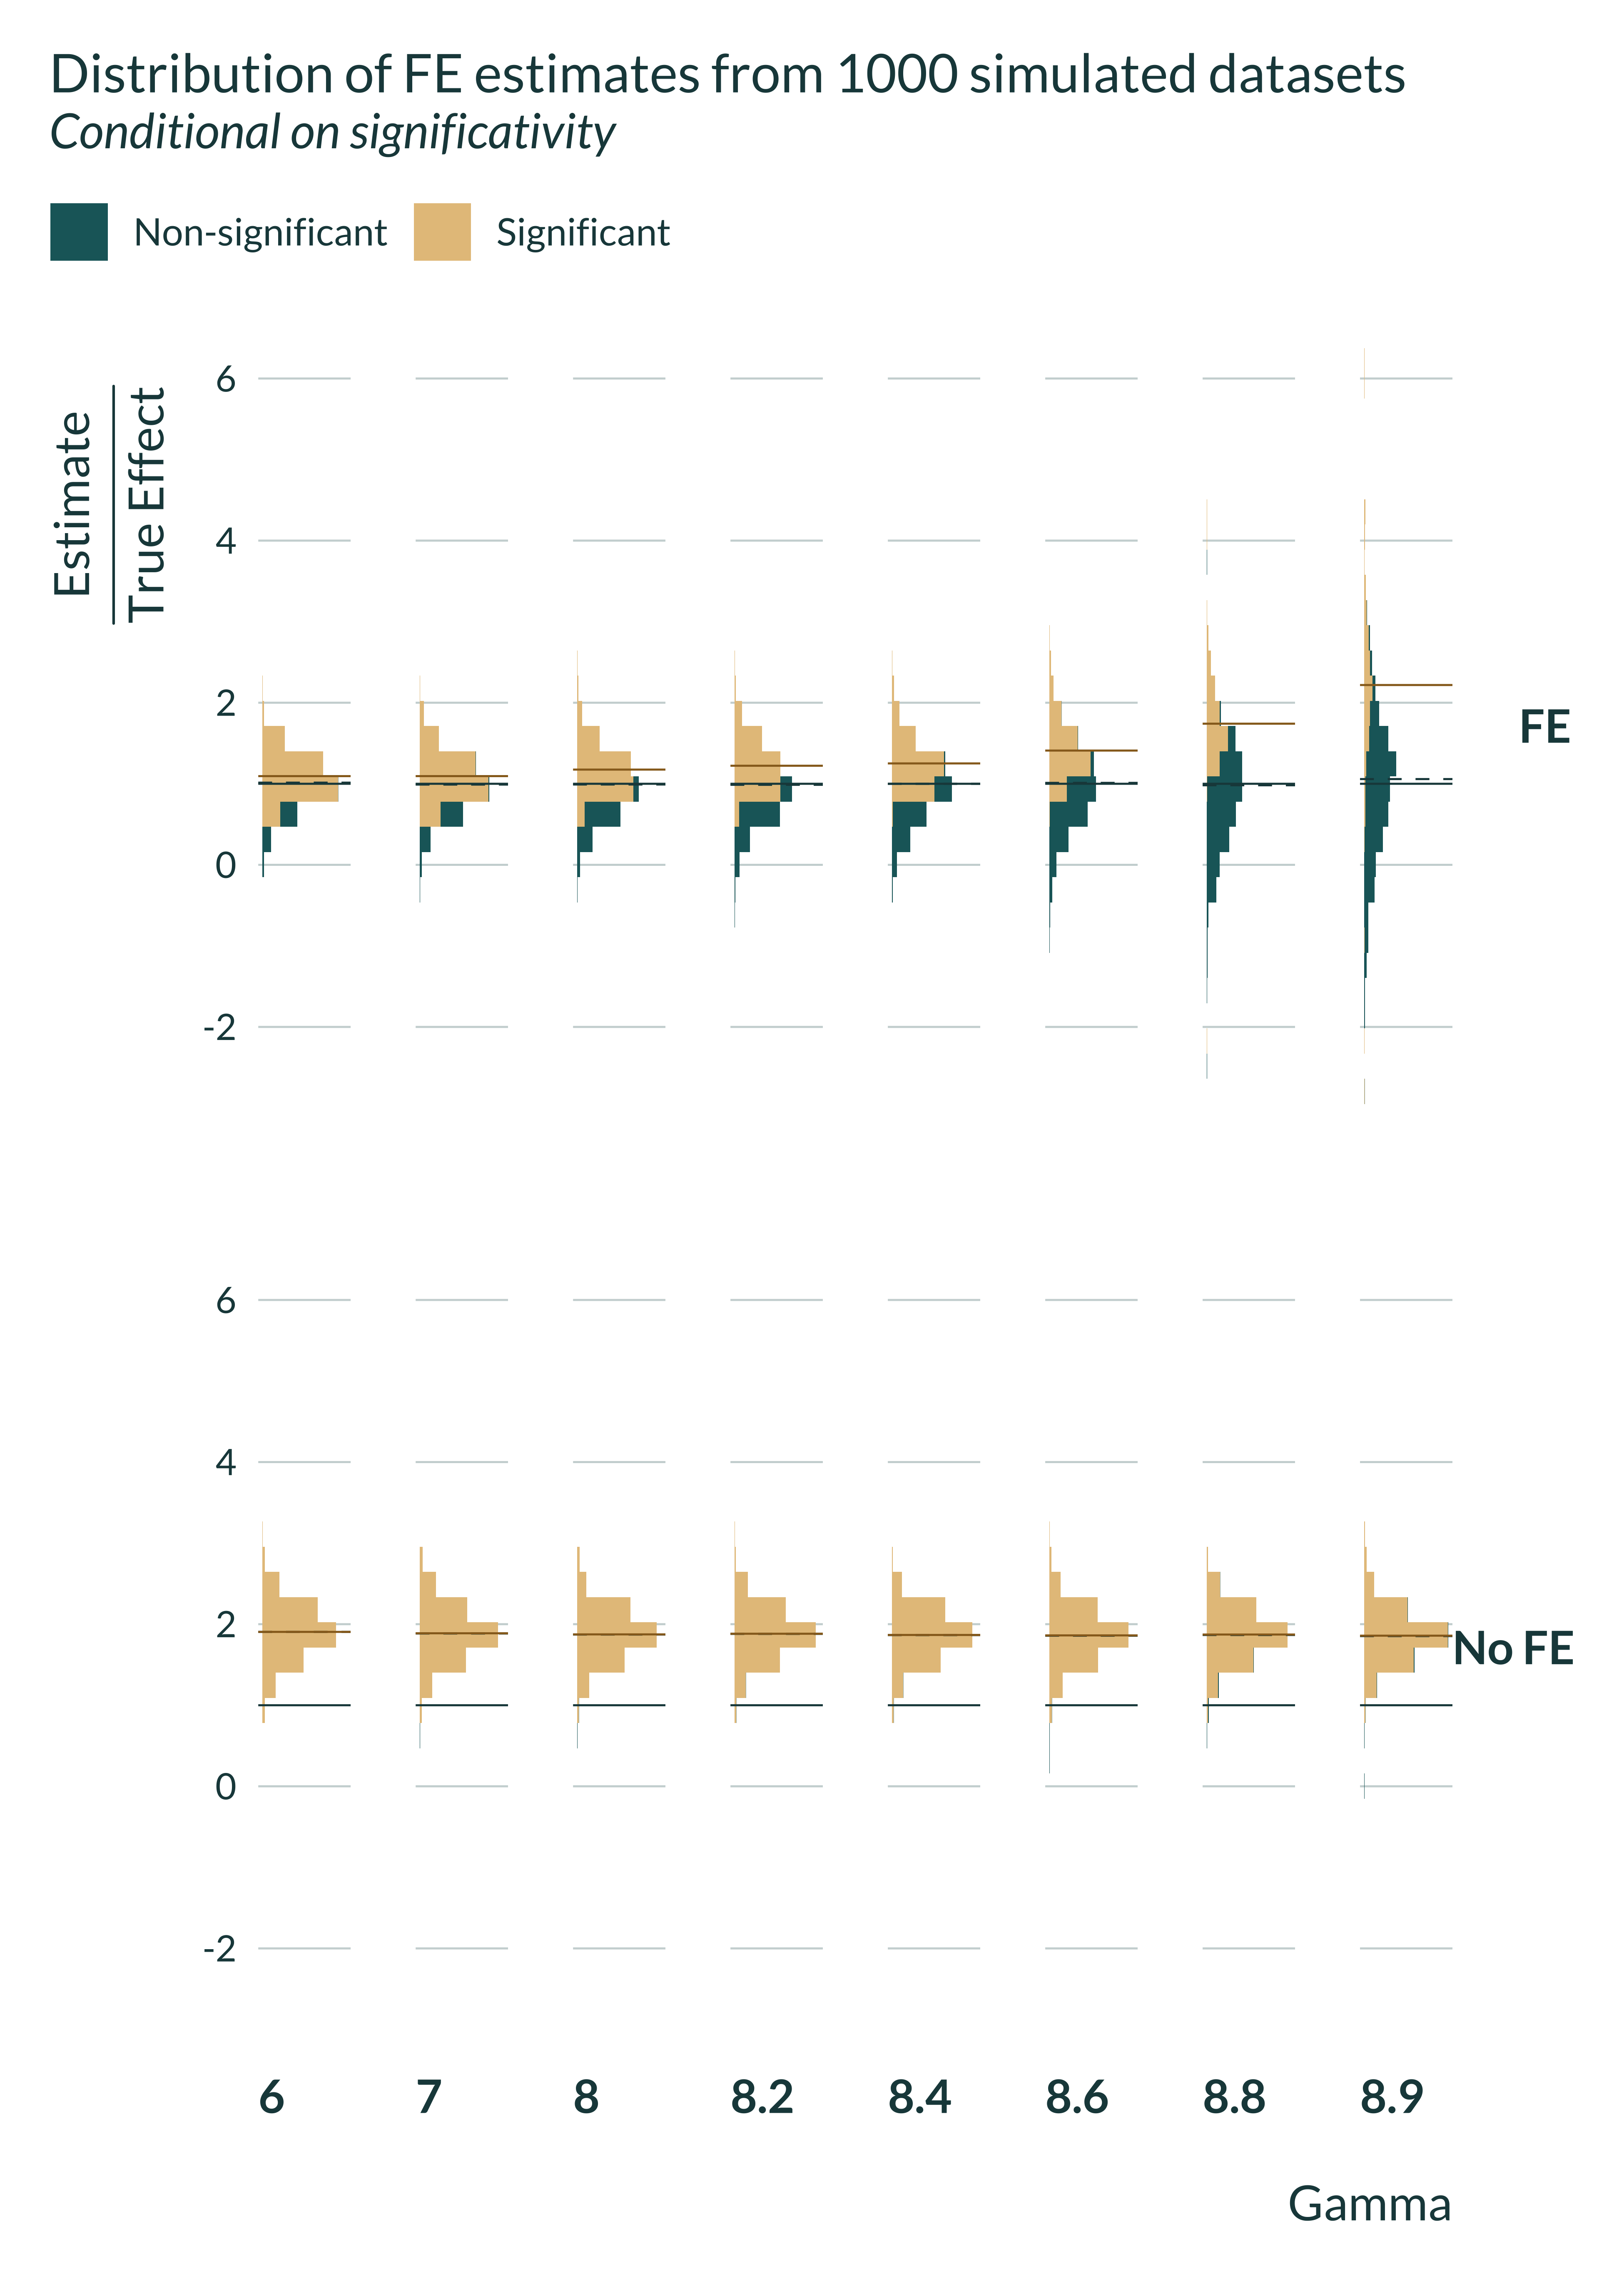 Distribution of FE estimates from 1000 simulated datasets
Conditional on significativity
Non-significant
Significant
Estimate
True Effect
6
4
2
0
-2
FE
6
4
2
0
-2
No FE
6 7 8 8.2 8.4 8.6 8.8 8.9
Gamma